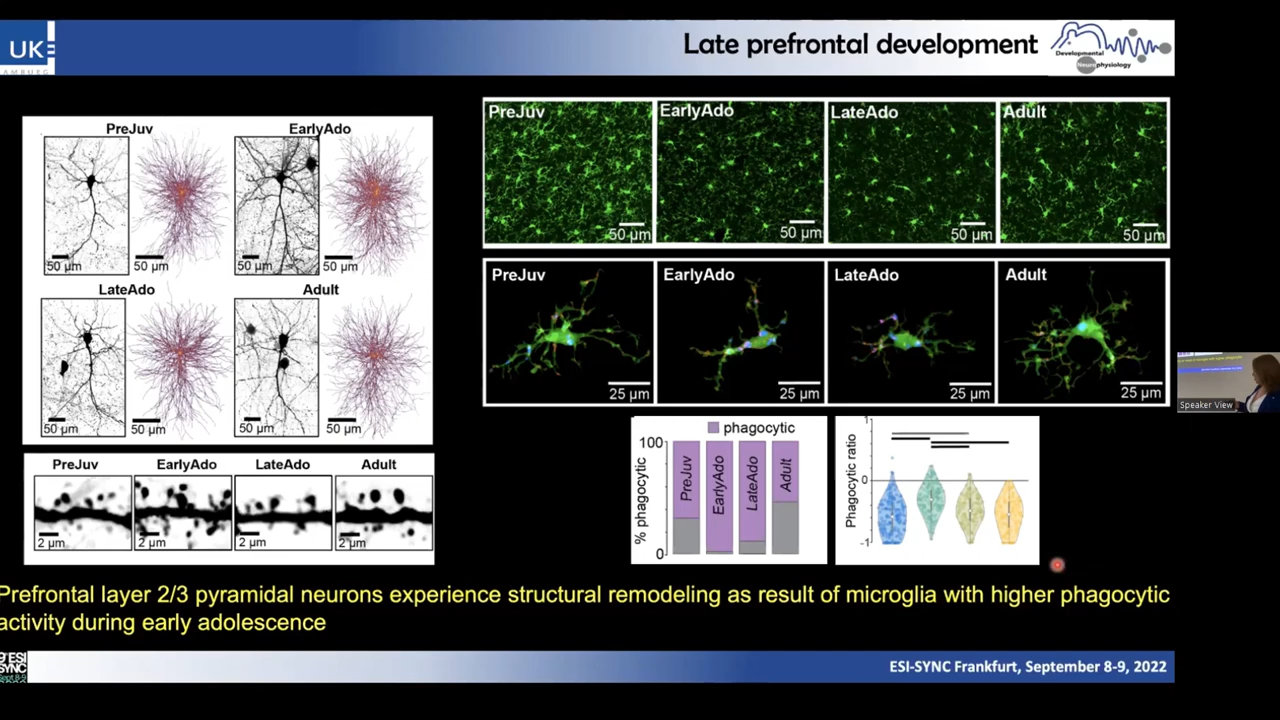 UKE
HAMBURG
Late prefrontal development
Developmental
Neurophysiology
PreJuv
EarlyAdo
50 µm
50 µm
50 µm
50 µm
LateAdo
Adult
50 µm
50 µm
50 µm
50 µm
PreJuv
EarlyAdo
LateAdo
Adult
2 µm
2 µm
2 µm
2 µm
PreJuv
EarlyAdo
LateAdo
Adult
50 µm
50 µm
50 µm
50 µm
PreJuv
EarlyAdo
LateAdo
Adult
25 µm
25 µm
25 µm
25 µm
phagocytic
100
% phagocytic
0
PreJuv
EarlyAdo
LateAdo
Adult
1
Phagocytic ratio
0
-1
Speaker View
Prefrontal layer 2/3 pyramidal neurons experience structural remodeling as result of microglia with higher phagocytic
activity during early adolescence
ESI
SYNC
ESI-SYNC Frankfurt, September 8-9, 2022